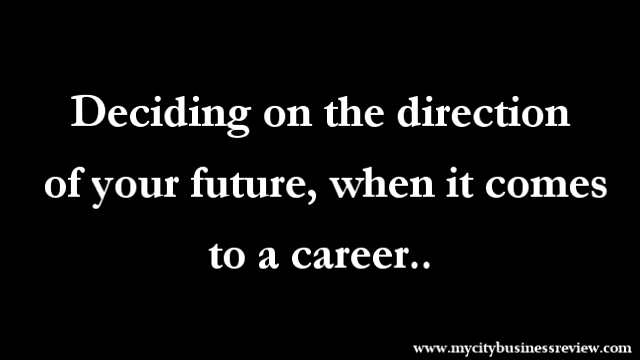 Deciding on the direction
of your future, when it comes
to a career..
www.mycitybusinessreview.com